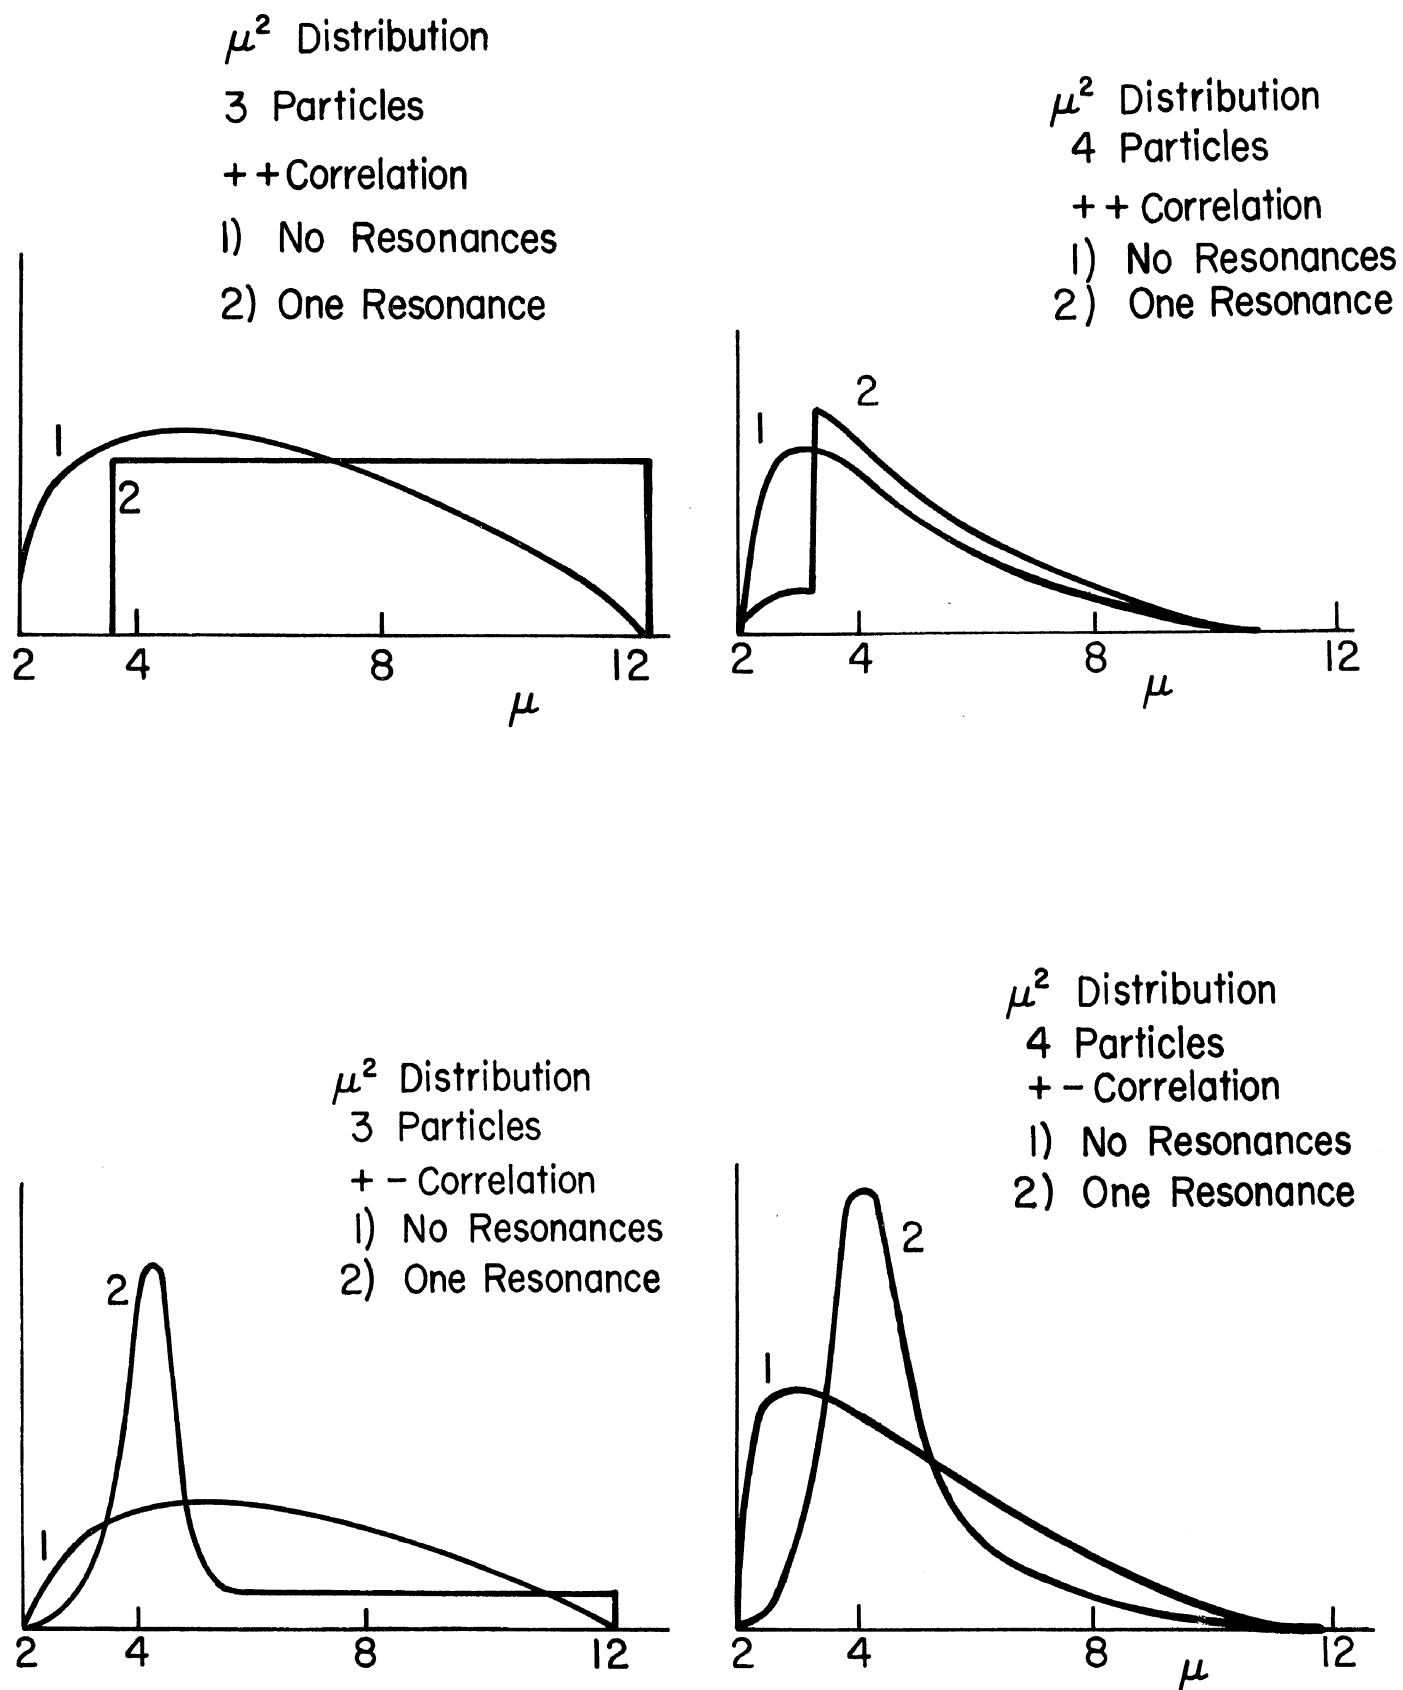 μ² Distribution
3 Particles
++Correlation
1) No Resonances
2) One Resonance
1
2
2 4 8 12
μ
μ² Distribution
4 Particles
++Correlation
1) No Resonances
2) One Resonance
1
2
2 4 8 12
μ
μ² Distribution
3 Particles
+-Correlation
1) No Resonances
2) One Resonance
2
1
2 4 8 12
μ² Distribution
4 Particles
+-Correlation
1) No Resonances
2) One Resonance
2
1
2 4 8 12
μ